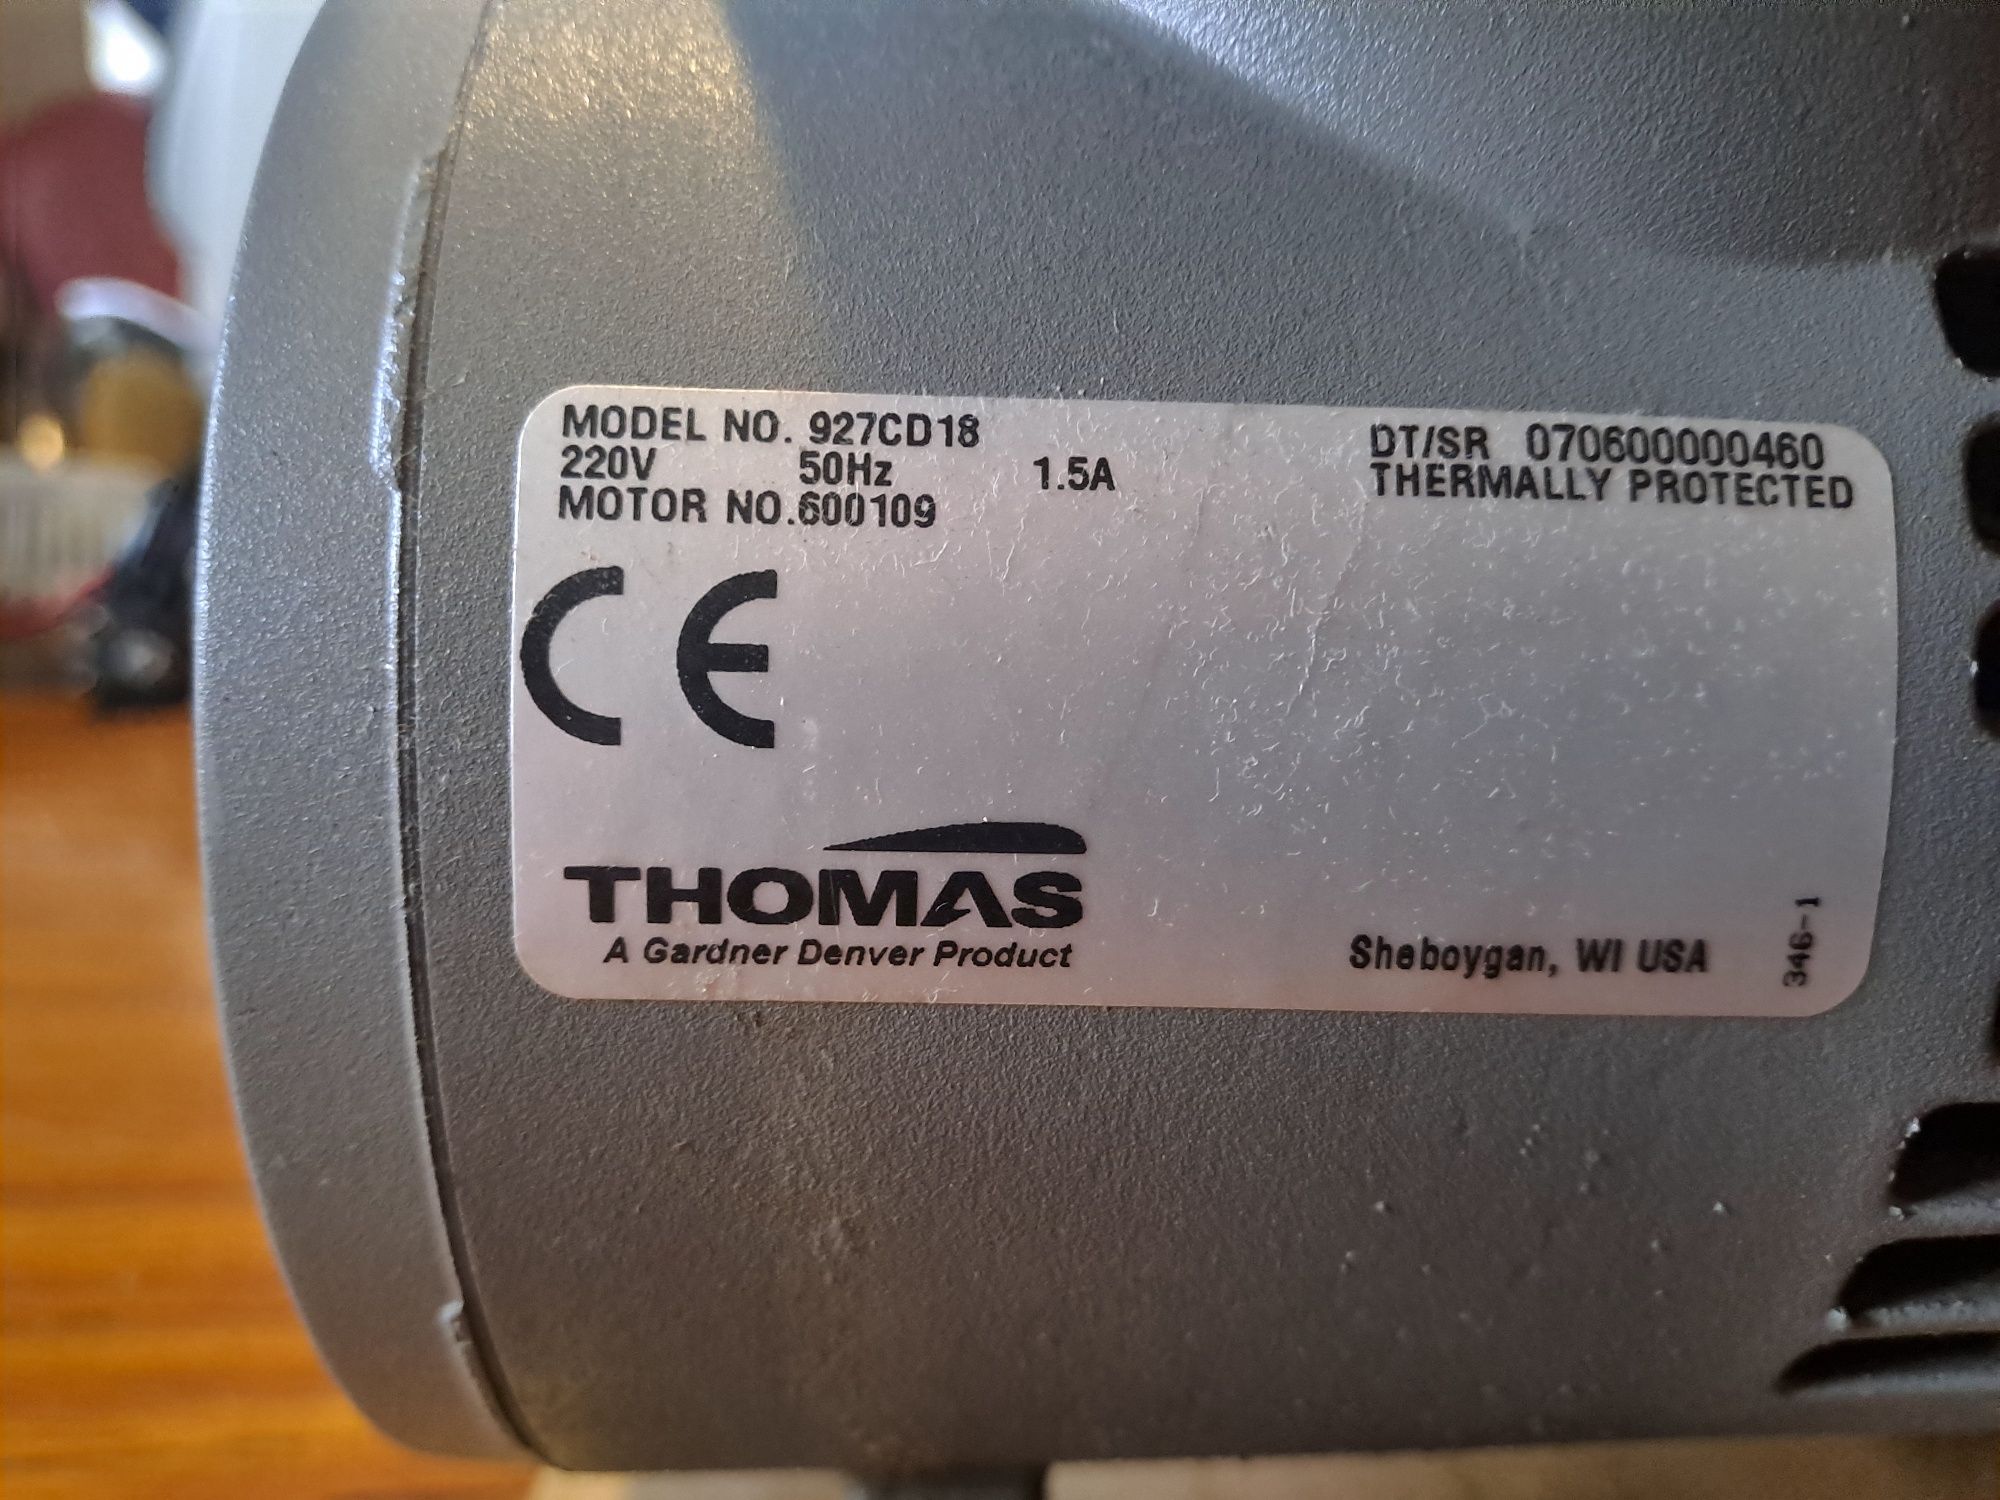 MODEL NO. 927CD18
220V 50Hz 1.5A
MOTOR NO.600109
DT/SR 070600000460
THERMALLY PROTECTED
CE
THOMAS
A Gardner Denver Product
Sheboygan, WI USA
346-1